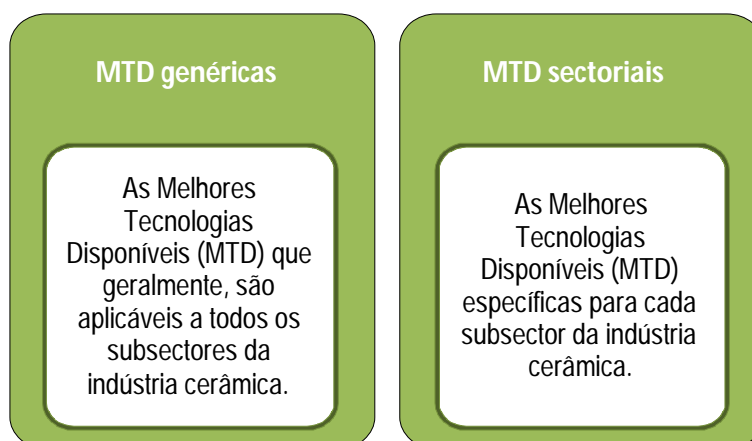 MTD genéricas
As Melhores
Tecnologias
Disponíveis (MTD) que
geralmente, são
aplicáveis a todos os
subsectores da
indústria cerâmica.
MTD sectoriais
As Melhores
Tecnologias
Disponíveis (MTD)
específicas para cada
subsector da indústria
cerâmica.